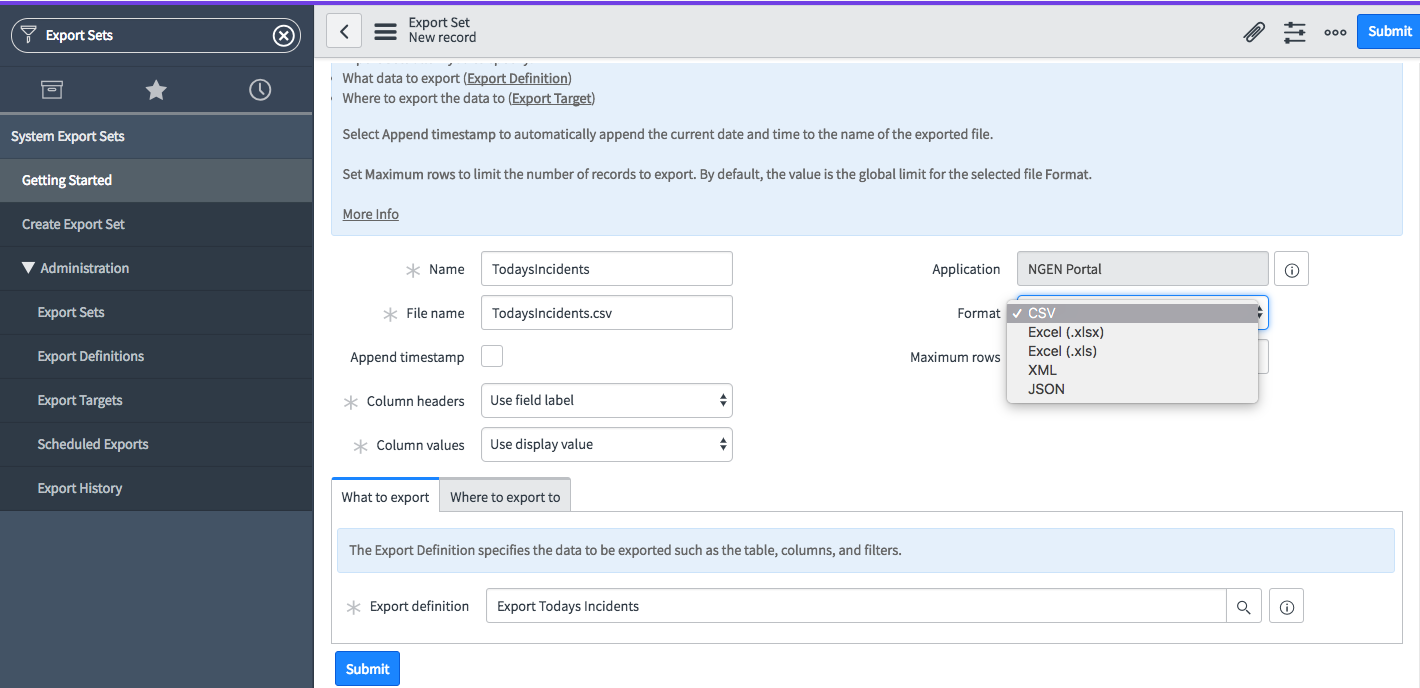 Export Sets
Export Set
New record
Submit
System Export Sets
Getting Started
Create Export Set
Administration
Export Sets
Export Definitions
Export Targets
Scheduled Exports
Export History
What data to export (Export Definition)
Where to export the data to (Export Target)
Select Append timestamp to automatically append the current date and time to the name of the exported file.
Set Maximum rows to limit the number of records to export. By default, the value is the global limit for the selected file Format.
More Info
Name TodaysIncidents
Application NGEN Portal
File name TodaysIncidents.csv
Format
CSV
Excel (.xlsx)
Excel (.xls)
XML
JSON
Append timestamp
Maximum rows
Column headers Use field label
Column values Use display value
What to export Where to export to
The Export Definition specifies the data to be exported such as the table, columns, and filters.
Export definition Export Todays Incidents
Submit